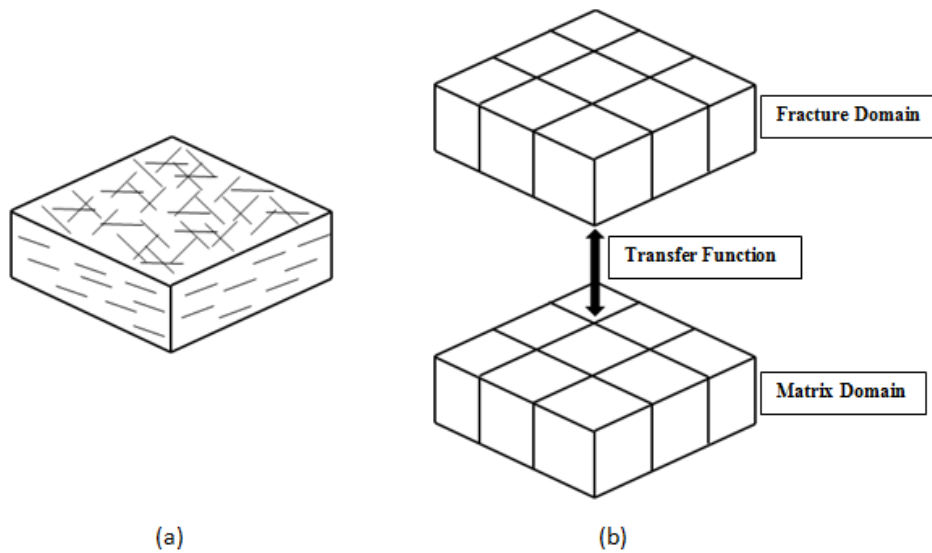 Fracture Domain
Transfer Function
Matrix Domain
(a)
(b)